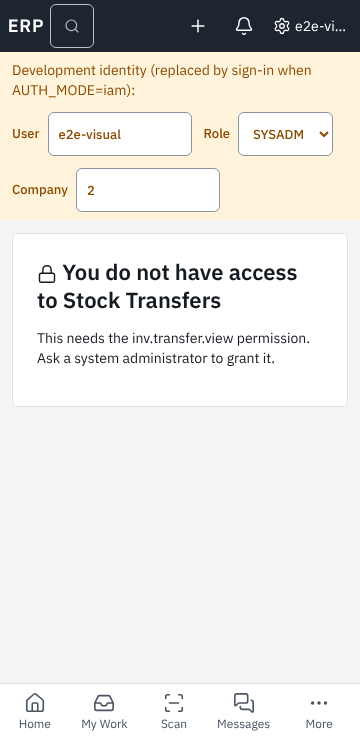 ERP
e2e-vi...
Development identity (replaced by sign-in when
AUTH_MODE=iam):
User e2e-visual Role SYSADM
Company 2
You do not have access
to Stock Transfers
This needs the inv.transfer.view permission.
Ask a system administrator to grant it.
Home My Work Scan Messages More